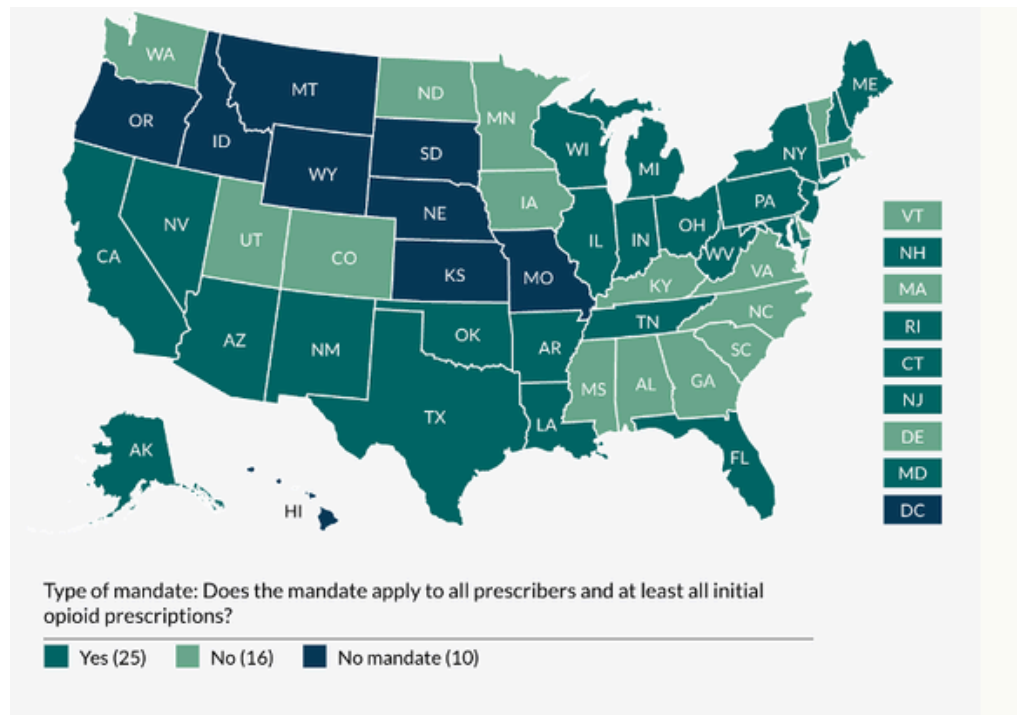 WA
MT
ND
MN
ME
OR
ID
SD
WI
MI
NY
WY
IA
PA
NE
NV
UT
CO
IL
IN
OH
WV
VA
CA
KS
MO
KY
NC
AZ
NM
OK
TN
AR
SC
MS
AL
GA
TX
LA
FL
AK
HI
VT
NH
MA
RI
CT
NJ
DE
MD
DC
Type of mandate: Does the mandate apply to all prescribers and at least all initial
opioid prescriptions?
Yes (25) No (16) No mandate (10)